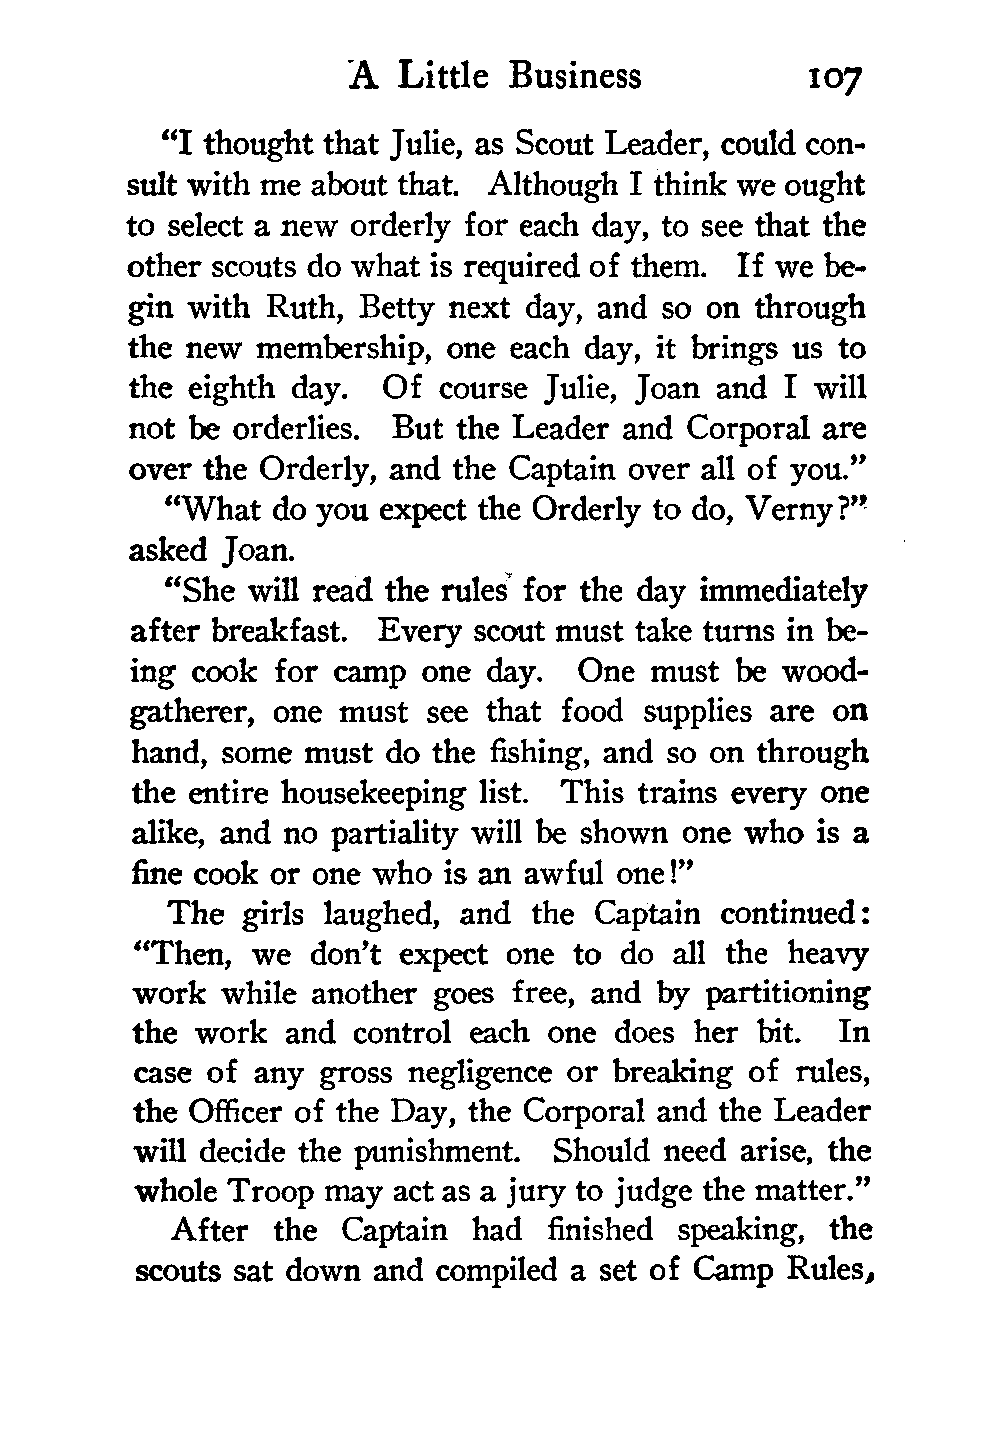 A Little Business 107
“I thought that Julie, as Scout Leader, could con-
sult with me about that. Although I think we ought
to select a new orderly for each day, to see that the
other scouts do what is required of them. If we be-
gin with Ruth, Betty next day, and so on through
the new membership, one each day, it brings us to
the eighth day. Of course Julie, Joan and I will
not be orderlies. But the Leader and Corporal are
over the Orderly, and the Captain over all of you.”
“What do you expect the Orderly to do, Verny?”
asked Joan.
“She will read the rules for the day immediately
after breakfast. Every scout must take turns in be-
ing cook for camp one day. One must be wood-
gatherer, one must see that food supplies are on
hand, some must do the fishing, and so on through
the entire housekeeping list. This trains every one
alike, and no partiality will be shown one who is a
fine cook or one who is an awful one!”
The girls laughed, and the Captain continued:
“Then, we don’t expect one to do all the heavy
work while another goes free, and by partitioning
the work and control each one does her bit. In
case of any gross negligence or breaking of rules,
the Officer of the Day, the Corporal and the Leader
will decide the punishment. Should need arise, the
whole Troop may act as a jury to judge the matter.”
After the Captain had finished speaking, the
scouts sat down and compiled a set of Camp Rules,